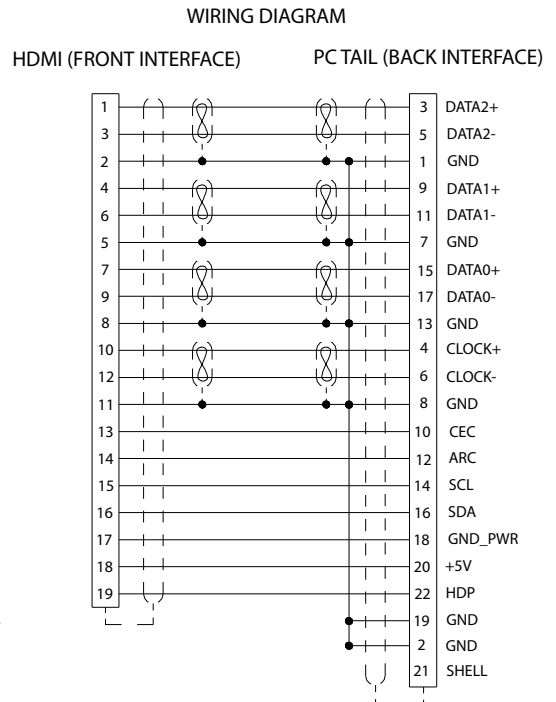 WIRING DIAGRAM
HDMI (FRONT INTERFACE) PC TAIL (BACK INTERFACE)
1 3 DATA2+
3 5 DATA2-
2 1 GND
4 9 DATA1+
6 11 DATA1-
5 7 GND
7 15 DATA0+
9 17 DATA0-
8 13 GND
10 4 CLOCK+
12 6 CLOCK-
11 8 GND
13 10 CEC
14 12 ARC
15 14 SCL
16 16 SDA
17 18 GND_PWR
18 20 +5V
19 22 HDP
19 GND
2 GND
21 SHELL